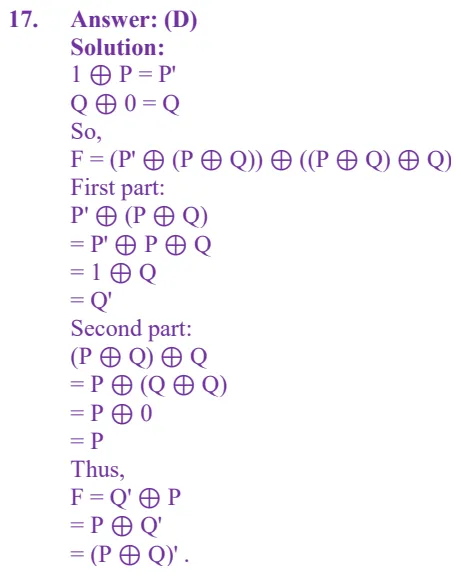 17. Answer: (D)
Solution:
1 ⊕ P = P'
Q ⊕ 0 = Q
So,
F = (P' ⊕ (P ⊕ Q)) ⊕ ((P ⊕ Q) ⊕ Q)
First part:
P' ⊕ (P ⊕ Q)
= P' ⊕ P ⊕ Q
= 1 ⊕ Q
= Q'
Second part:
(P ⊕ Q) ⊕ Q
= P ⊕ (Q ⊕ Q)
= P ⊕ 0
= P
Thus,
F = Q' ⊕ P
= P ⊕ Q'
= (P ⊕ Q)' .